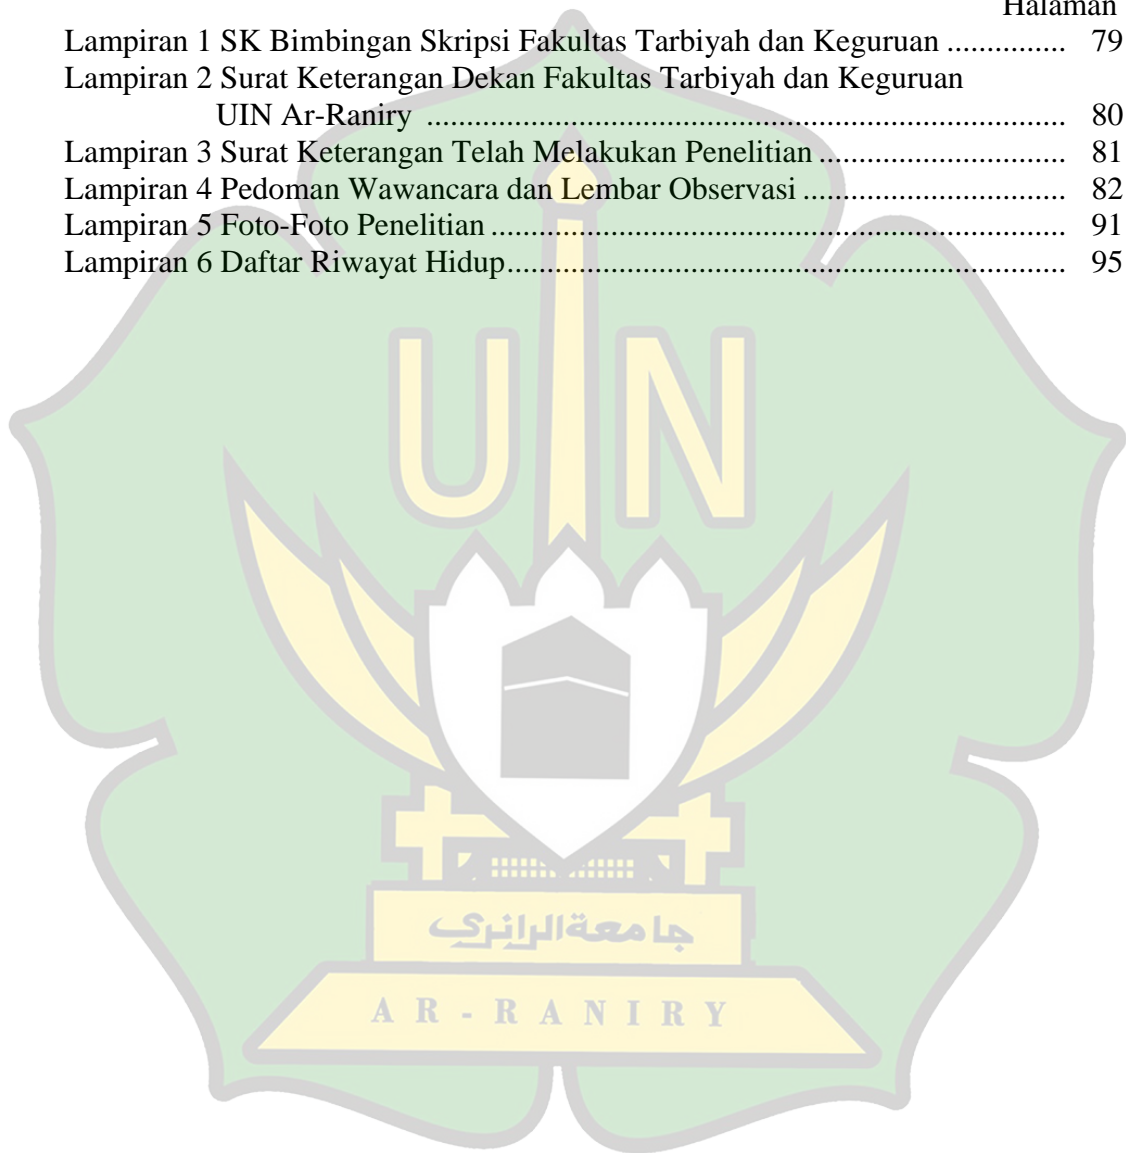 Halaman
Lampiran 1 SK Bimbingan Skripsi Fakultas Tarbiyah dan Keguruan ............... 79
Lampiran 2 Surat Keterangan Dekan Fakultas Tarbiyah dan Keguruan
UIN Ar-Raniry ................................................................................ 80
Lampiran 3 Surat Keterangan Telah Melakukan Penelitian ............................... 81
Lampiran 4 Pedoman Wawancara dan Lembar Observasi ................................. 82
Lampiran 5 Foto-Foto Penelitian ........................................................................ 91
Lampiran 6 Daftar Riwayat Hidup...................................................................... 95
UIN
جامعةالرانري
AR-RANIRY